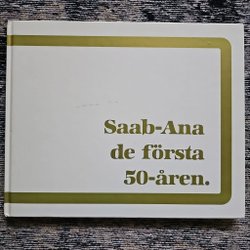 Saab-Ana
de första
50-åren.